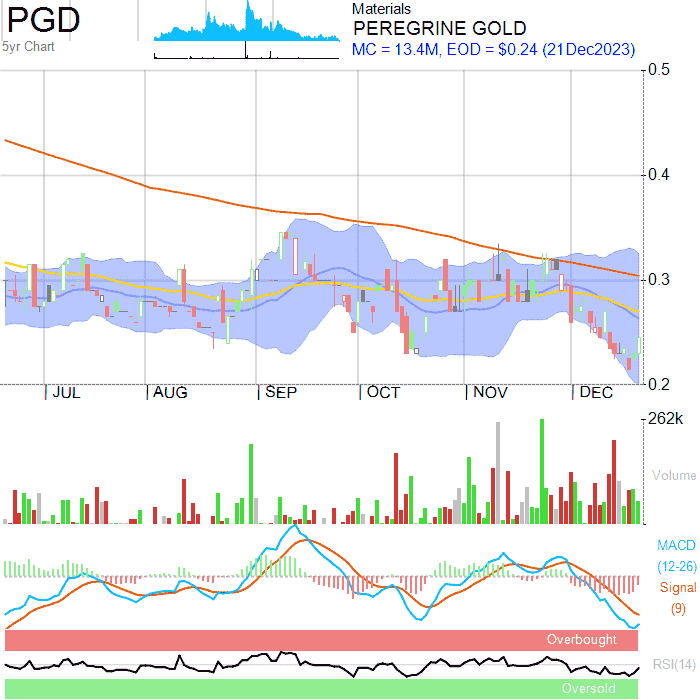 PGD
5yr Chart
Materials
PEREGRINE GOLD
MC = 13.4M, EOD = $0.24 (21Dec2023)
0.5
0.4
0.3
0.2
JUL AUG SEP OCT NOV DEC
262k
Volume
MACD
(12-26)
Signal
(9)
Overbought
RSI(14)
Oversold